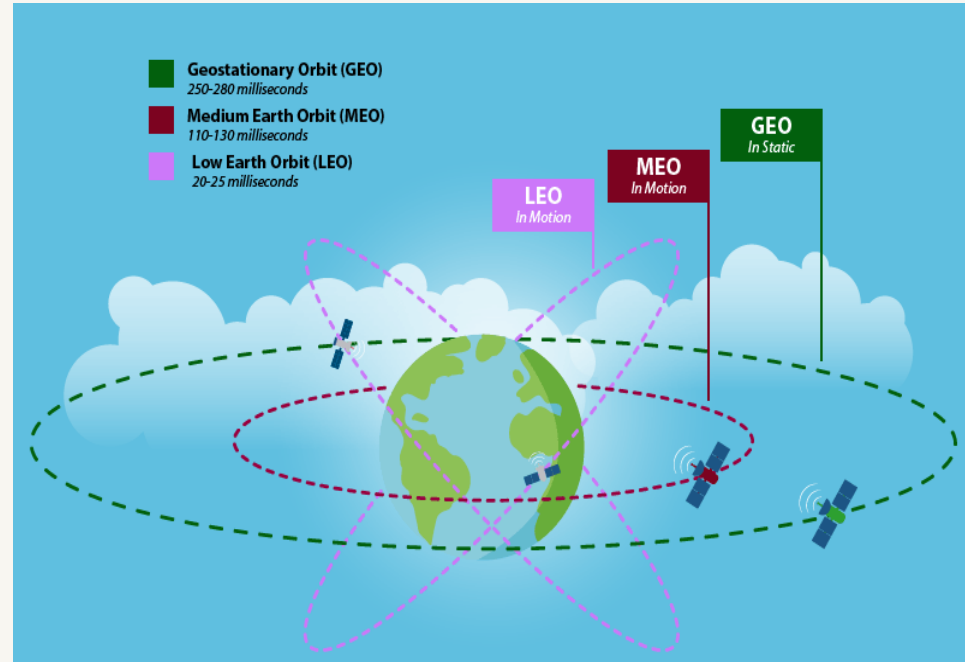 Geostationary Orbit (GEO)
250-280 milliseconds
Medium Earth Orbit (MEO)
110-130 milliseconds
Low Earth Orbit (LEO)
20-25 milliseconds
GEO
In Static
MEO
In Motion
LEO
In Motion